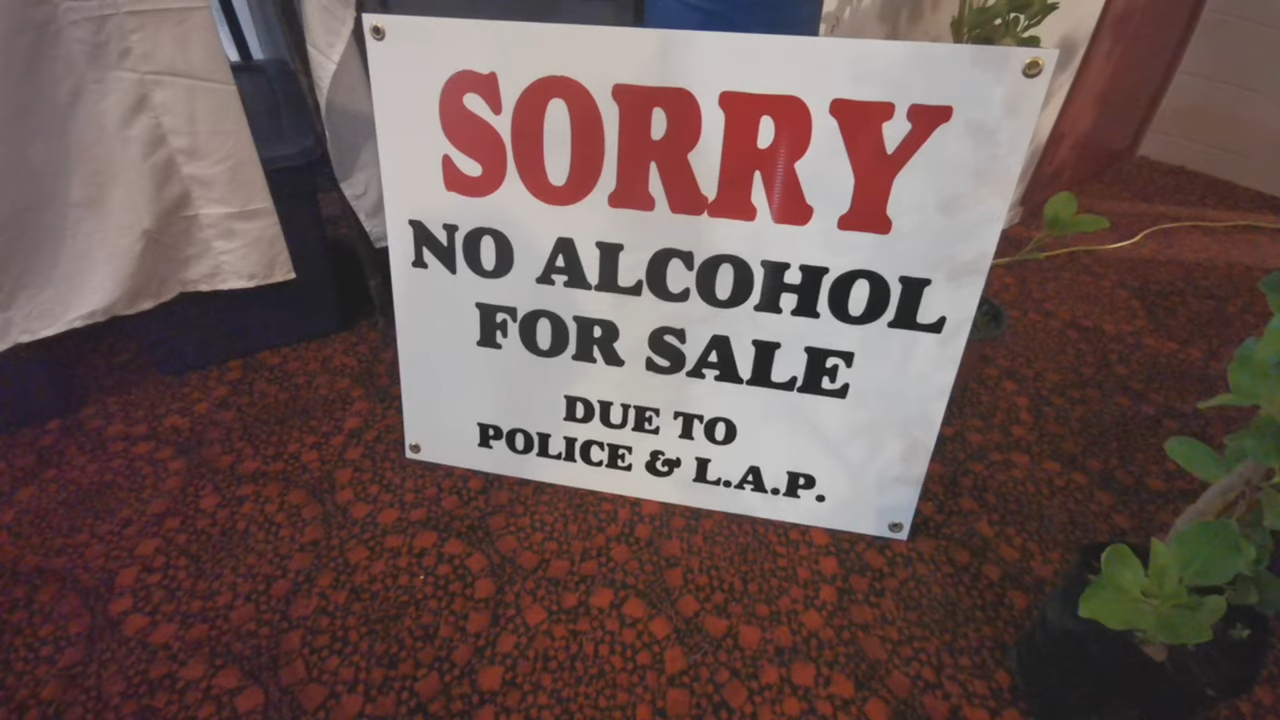 SORRY
NO ALCOHOL
FOR SALE
DUE TO
POLICE & L.A.P.